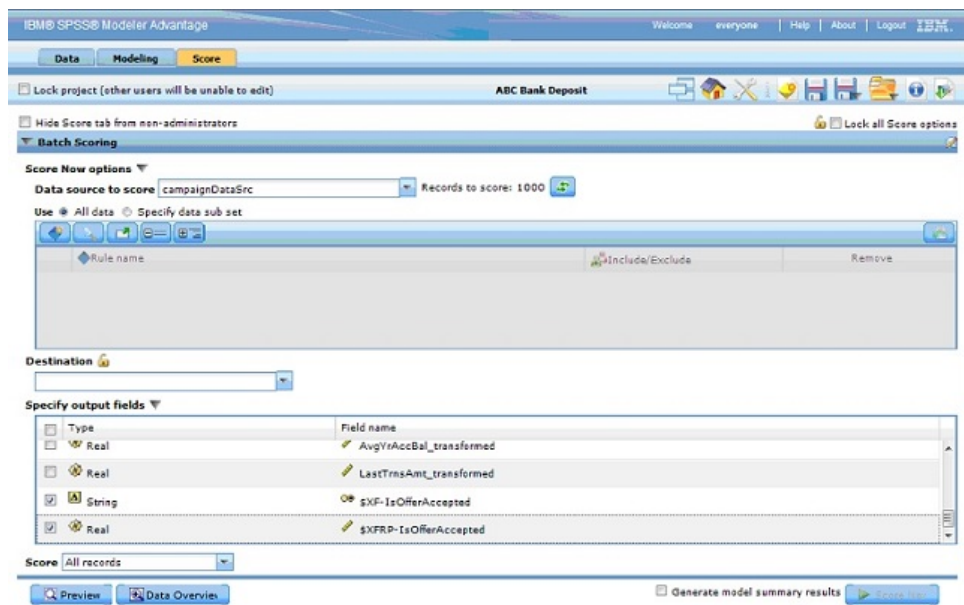 IBM® SPSS® Modeler Advantage
Welcome everyone | Help | About | Logout IBM.
Data Modeling Score
Lock project (other users will be unable to edit) ABC Bank Deposit
Hide Score tab from non-administrators Lock all Score options
Batch Scoring
Score Now options
Data source to score campaignDataSrc Records to score: 1000
Use All data Specify data sub set
Rule name Include/Exclude Remove
Destination
Specify output fields
Type Field name
Real AvgYrAccBal_transformed
Real LastTrnsAmt_transformed
String $XF-IsOfferAccepted
Real $XFRP-IsOfferAccepted
Score All records
Preview Data Overview Generate model summary results Score